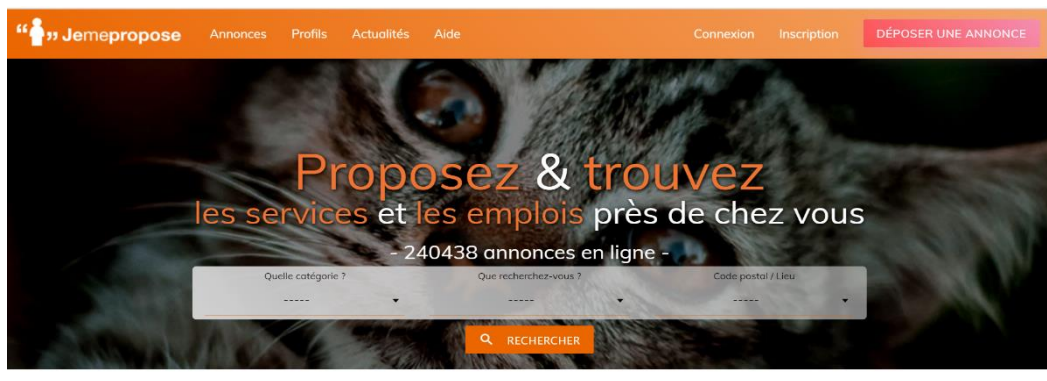 “ ” Jemepropose Annonces Profils Actualités Aide Connexion Inscription DÉPOSER UNE ANNONCE
Proposez & trouvez
les services et les emplois près de chez vous
- 240438 annonces en ligne -
Quelle catégorie ? Que recherchez-vous ? Code postal / Lieu
----- ----- -----
RECHERCHER